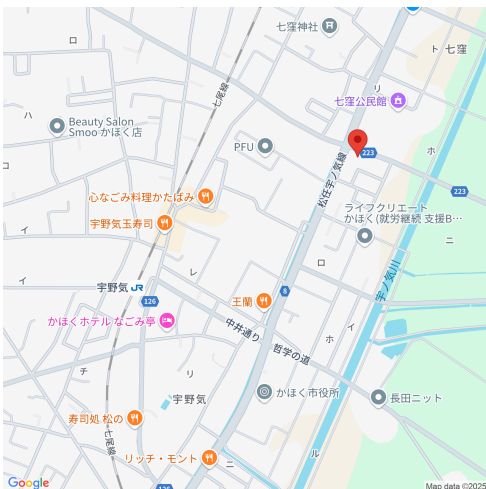 七窪神社
ト
七窪
ロ
七尾線
リ
七窪公民館
ハ
Beauty Salon
Smoo かほく店
PFU
ホ
223
松任宇ノ気線
ロ
223
心なごみ料理かたばみ
ライフクリエート
かほく(就労継続 支援B…
宇野気玉寿司
イ
ニ
レ
ロ
イ
宇野気 JR
8
宇ノ気川
126
王蘭
かほくホテル なごみ亭
中井通り
イ
ホ
哲学の道
チ
リ
かほく市役所
長田ニット
宇野気
寿司処 松の
七尾線
リッチ・モント
ル
ニ
126
Google
Map data ©2025